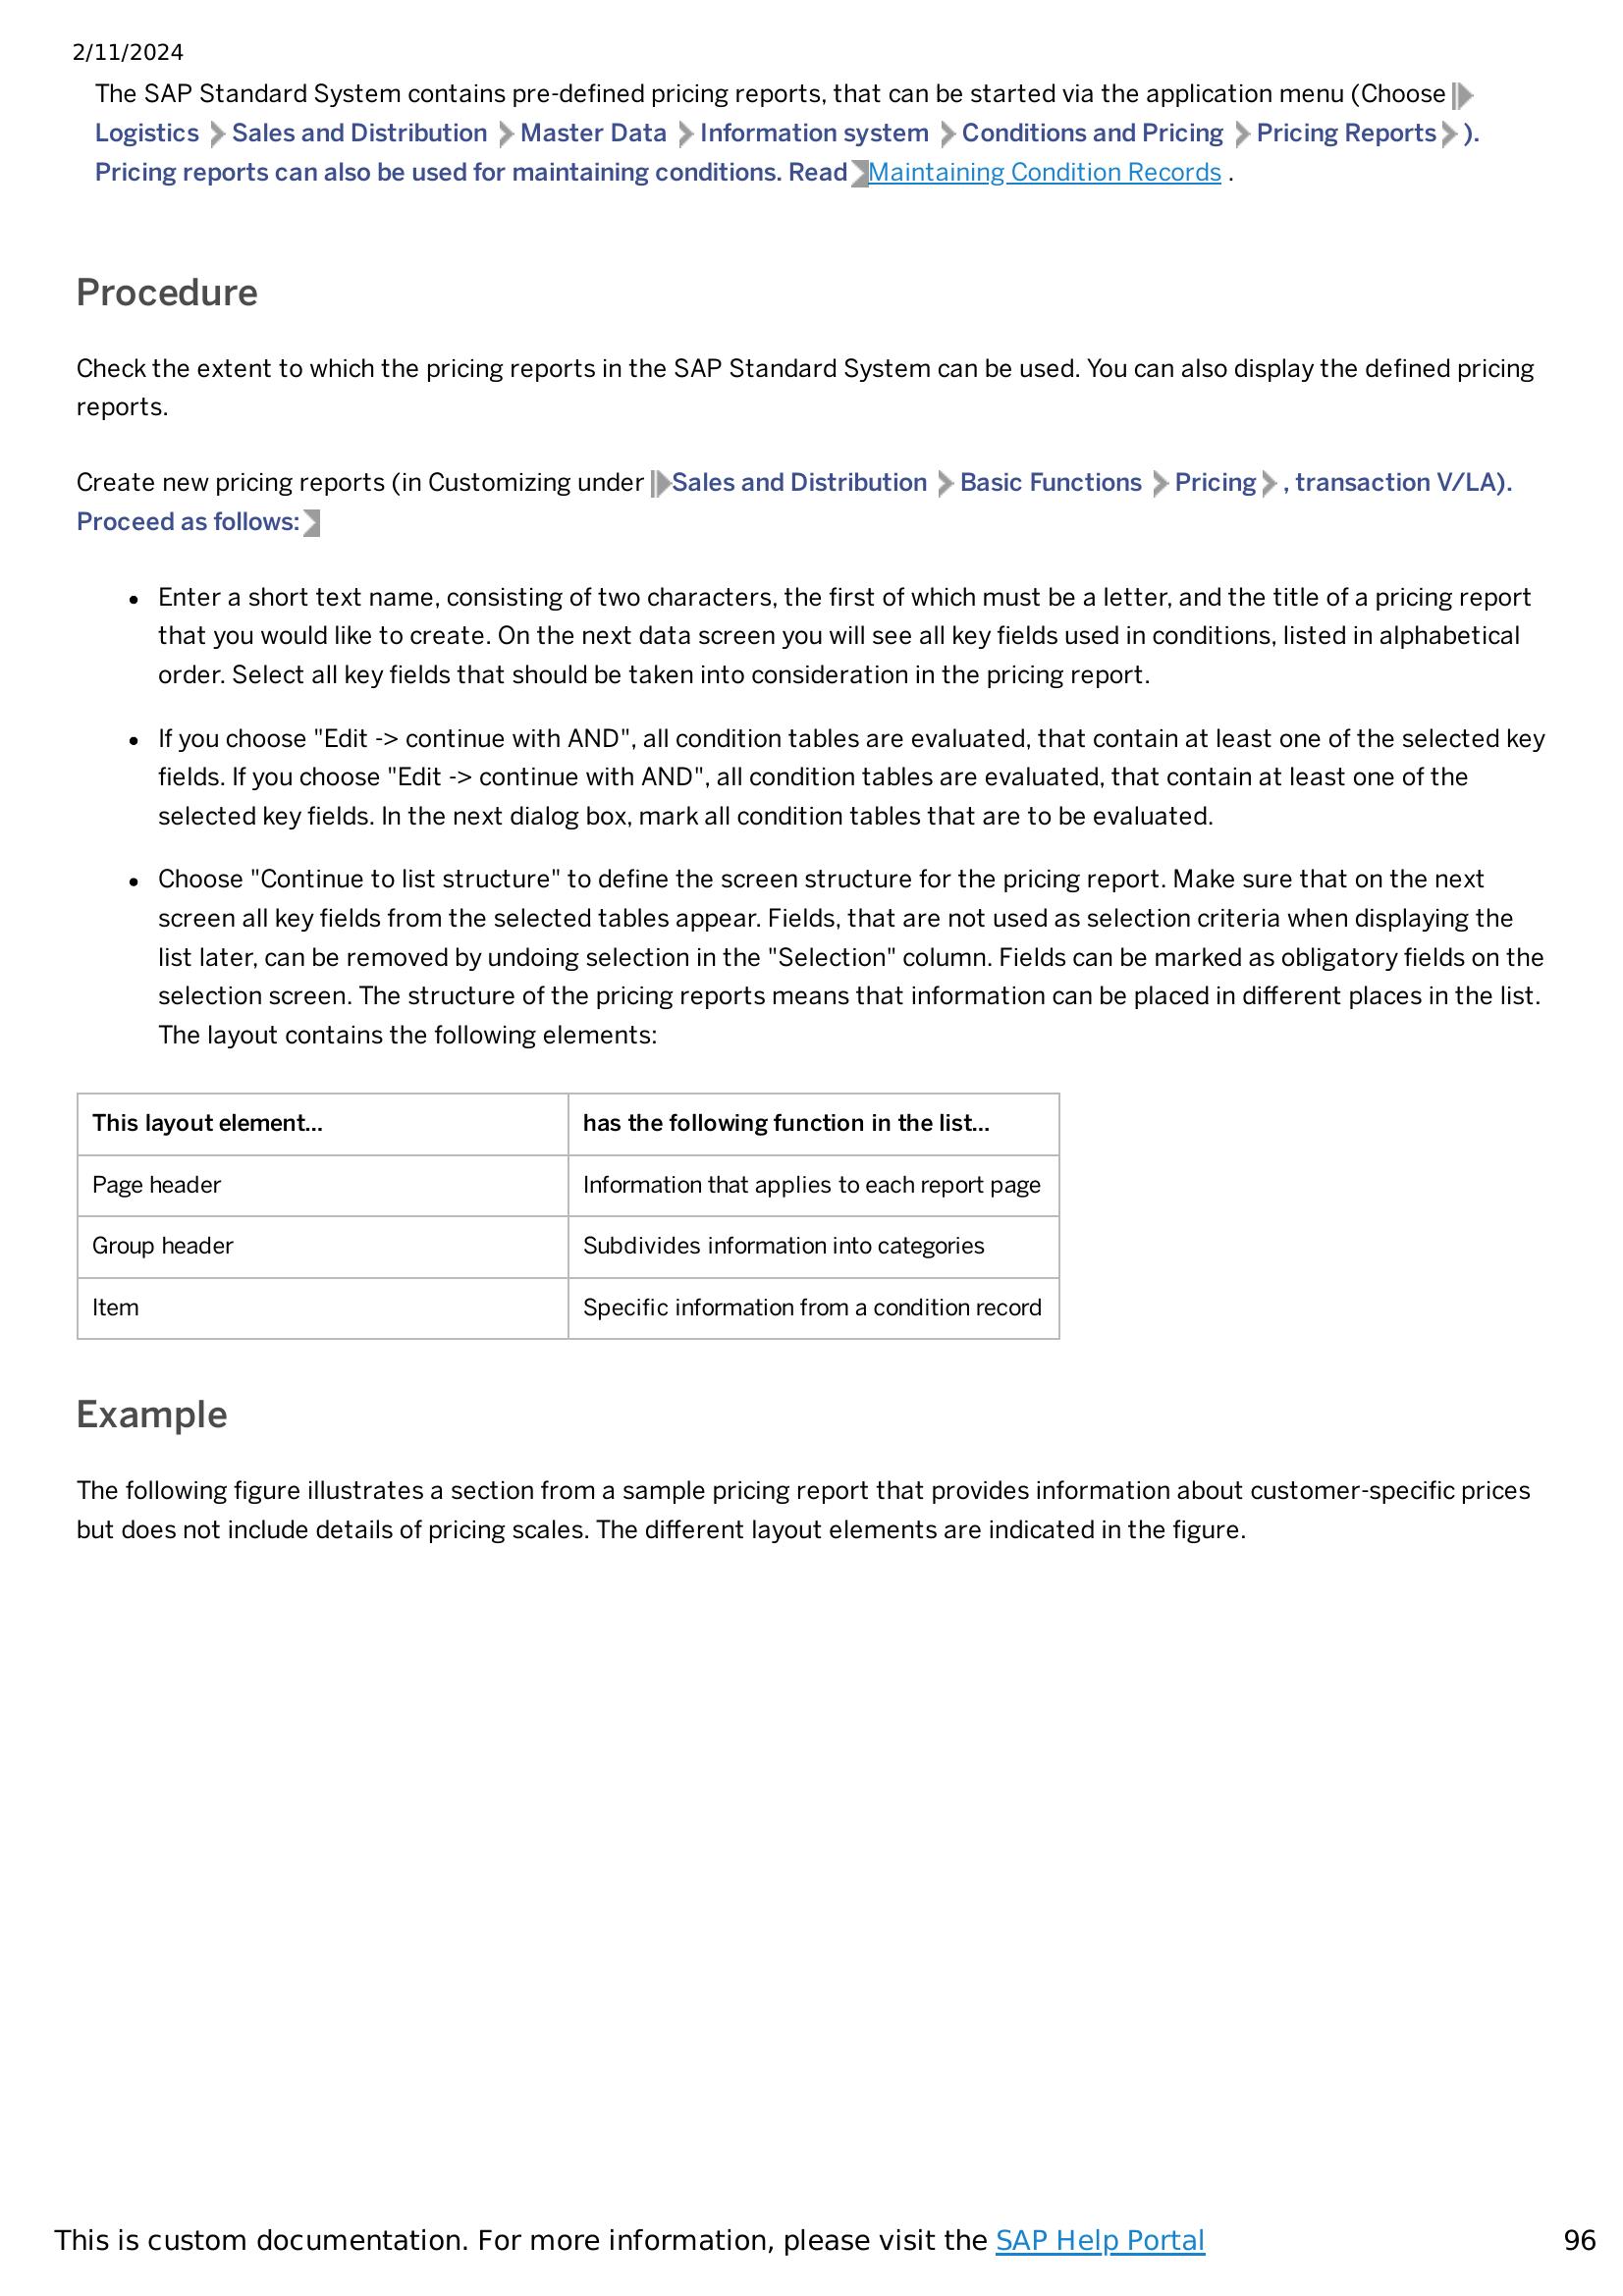 2/11/2024
The SAP Standard System contains pre-defined pricing reports, that can be started via the application menu (Choose
Logistics Sales and Distribution Master Data Information system Conditions and Pricing Pricing Reports ).
Pricing reports can also be used for maintaining conditions. Read Maintaining Condition Records .
Procedure
Check the extent to which the pricing reports in the SAP Standard System can be used. You can also display the defined pricing
reports.
Create new pricing reports (in Customizing under Sales and Distribution Basic Functions Pricing , transaction V/LA).
Proceed as follows:
• Enter a short text name, consisting of two characters, the first of which must be a letter, and the title of a pricing report
that you would like to create. On the next data screen you will see all key fields used in conditions, listed in alphabetical
order. Select all key fields that should be taken into consideration in the pricing report.
• If you choose "Edit -> continue with AND", all condition tables are evaluated, that contain at least one of the selected key
fields. If you choose "Edit -> continue with AND", all condition tables are evaluated, that contain at least one of the
selected key fields. In the next dialog box, mark all condition tables that are to be evaluated.
• Choose "Continue to list structure" to define the screen structure for the pricing report. Make sure that on the next
screen all key fields from the selected tables appear. Fields, that are not used as selection criteria when displaying the
list later, can be removed by undoing selection in the "Selection" column. Fields can be marked as obligatory fields on the
selection screen. The structure of the pricing reports means that information can be placed in different places in the list.
The layout contains the following elements:
This layout element... has the following function in the list...
Page header Information that applies to each report page
Group header Subdivides information into categories
Item Specific information from a condition record
Example
The following figure illustrates a section from a sample pricing report that provides information about customer-specific prices
but does not include details of pricing scales. The different layout elements are indicated in the figure.
This is custom documentation. For more information, please visit the SAP Help Portal 96